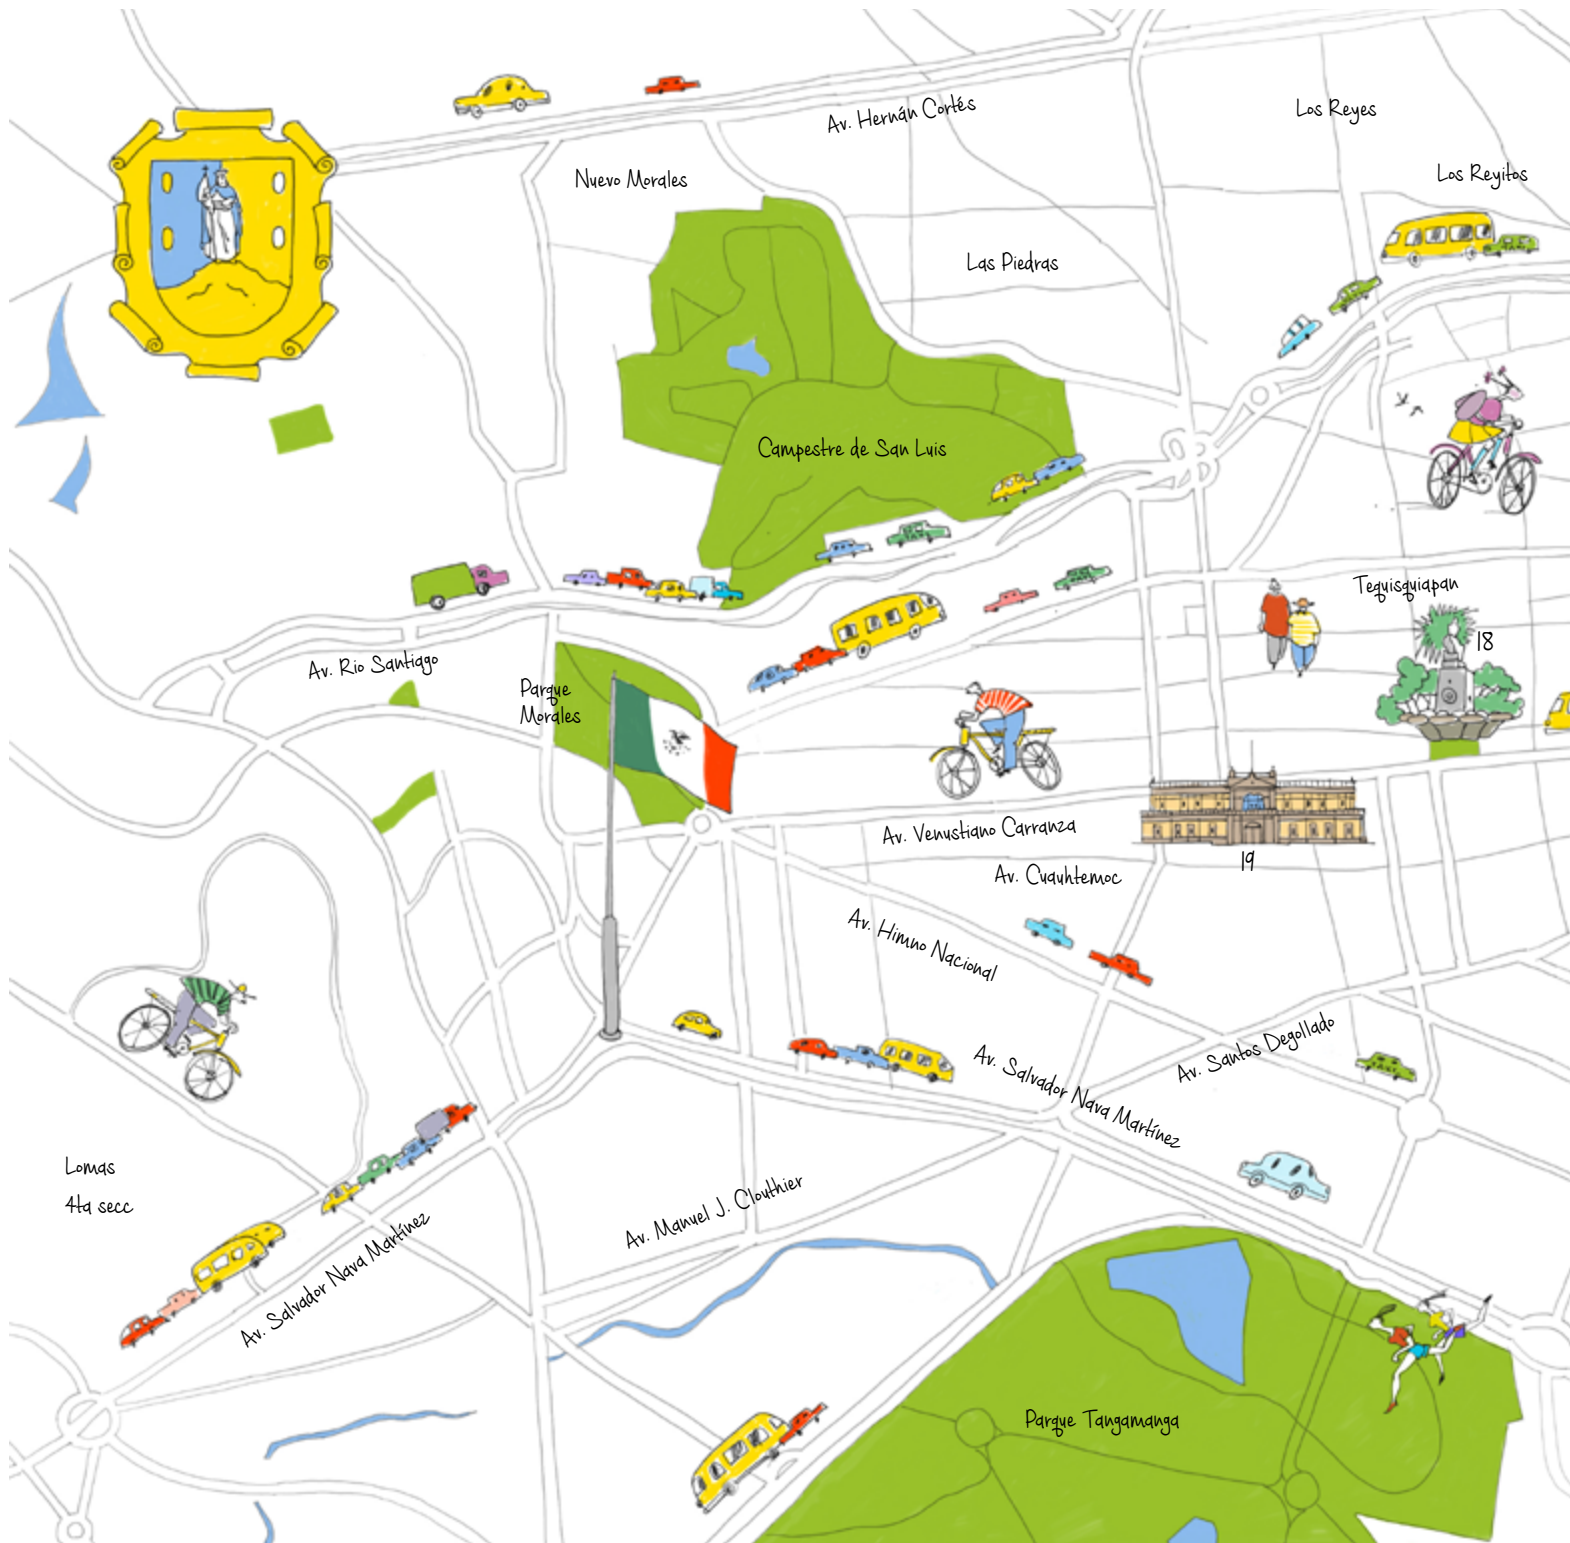 Av. Hernán Cortés
Los Reyes
Nuevo Morales
Los Reyitos
Las Piedras
Campestre de San Luis
Tequisquiapan
18
Av. Rio Santiago
Parque
Morales
Av. Venustiano Carranza
19
Av. Cuauhtemoc
Av. Himno Nacional
Av. Santos Degollado
Av. Salvador Nava Martínez
Lomas
4ta secc
Av. Manuel J. Clouthier
Av. Salvador Nava Martínez
Parque Tangamanga